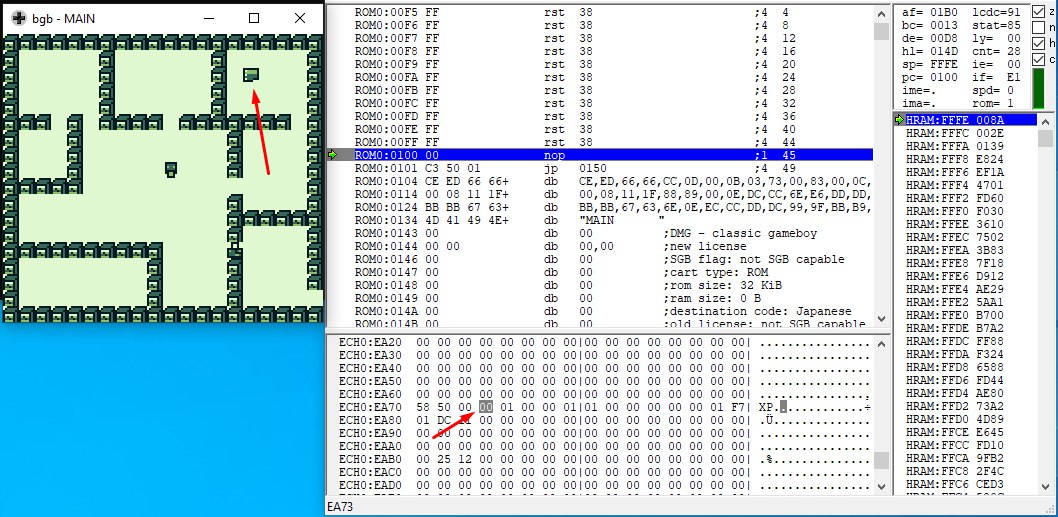 bgb - MAIN
ROM0:00F5 FF rst 38 ;4 4
ROM0:00F6 FF rst 38 ;4 8
ROM0:00F7 FF rst 38 ;4 12
ROM0:00F8 FF rst 38 ;4 16
ROM0:00F9 FF rst 38 ;4 20
ROM0:00FA FF rst 38 ;4 24
ROM0:00FB FF rst 38 ;4 28
ROM0:00FC FF rst 38 ;4 32
ROM0:00FD FF rst 38 ;4 36
ROM0:00FE FF rst 38 ;4 40
ROM0:00FF FF rst 38 ;4 44
ROM0:0100 00 nop ;1 45
ROM0:0101 C3 50 01 jp 0150 ;4 49
ROM0:0104 CE ED 66 66+ db CE,ED,66,66,CC,0D,00,0B,03,73,00,83,00,0C,
ROM0:0114 00 08 11 1F+ db 00,08,11,1F,88,89,00,0E,DC,CC,6E,E6,DD,DD,
ROM0:0124 BB BB 67 63+ db BB,BB,67,63,6E,0E,EC,CC,DD,DC,99,9F,BB,B9,
ROM0:0134 4D 41 49 4E+ db "MAIN "
ROM0:0143 00 db 00 ;DMG - classic gameboy
ROM0:0144 00 00 db 00,00 ;new license
ROM0:0146 00 db 00 ;SGB flag: not SGB capable
ROM0:0147 00 db 00 ;cart type: ROM
ROM0:0148 00 db 00 ;rom size: 32 KiB
ROM0:0149 00 db 00 ;ram size: 0 B
ROM0:014A 00 db 00 ;destination code: Japanese
ROM0:014B 00 db 00 ;old license: not SGB capable
af= 01B0 lcdc=91
bc= 0013 stat=85
de= 00D8 ly= 00
hl= 014D cnt= 28
sp= FFFE ie= 00
pc= 0100 if= E1
ime=. spd= 0
ima=. rom= 1
z
n
h
c
HRAM:FFFE 008A
HRAM:FFFC 002E
HRAM:FFFA 0139
HRAM:FFF8 E824
HRAM:FFF6 EF1A
HRAM:FFF4 4701
HRAM:FFF2 FD60
HRAM:FFF0 F030
HRAM:FFEE 3610
HRAM:FFEC 7502
HRAM:FFEA 3B83
HRAM:FFE8 7F18
HRAM:FFE6 D912
HRAM:FFE4 AE29
HRAM:FFE2 5AA1
HRAM:FFE0 B700
HRAM:FFDE B7A2
HRAM:FFDC FF88
HRAM:FFDA F324
HRAM:FFD8 6588
HRAM:FFD6 FD44
HRAM:FFD4 AE80
HRAM:FFD2 73A2
HRAM:FFD0 4D89
HRAM:FFCE E645
HRAM:FFCC FD10
HRAM:FFCA 9FB2
HRAM:FFC8 2F4C
HRAM:FFC6 CED3
ECH0:EA20 00 00 00 00 00 00 00 00|00 00 00 00 00 00 00 00| ................
ECH0:EA30 00 00 00 00 00 00 00 00|00 00 00 00 00 00 00 00| ................
ECH0:EA40 00 00 00 00 00 00 00 00|00 00 00 00 00 00 00 00| ................
ECH0:EA50 00 00 00 00 00 00 00 00|00 00 00 00 00 00 00 00| ................
ECH0:EA60 00 00 00 00 00 00 00 00|00 00 00 00 00 00 00 00|
ECH0:EA70 58 50 00 00 01 00 00 01|01 00 00 00 00 00 01 F7| XP.............÷
ECH0:EA80 01 DC 00 00 00 00 00|00 00 00 00 00 00 00 00| .Ü..............
ECH0:EA90 00 00 00 00 00 00 00 00|00 00 00 00 00 00 00 00| ................
ECH0:EAA0 00 00 00 00 00 00 00 00|00 00 00 00 00 00 00 00| ................
ECH0:EAB0 00 25 12 00 00 00 00 00|00 00 00 00 00 00 00 00| .%..............
ECH0:EAC0 00 00 00 00 00 00 00 00|00 00 00 00 00 00 00 00| ................
ECH0:EAD0 00 00 00 00 00 00 00 00|00 00 00 00 00 00 00 00| ................
EA73